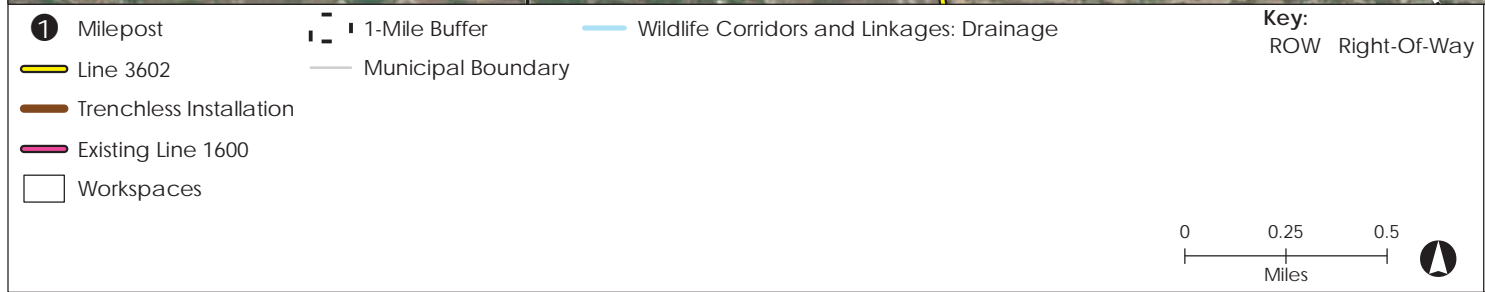 1 Milepost
Line 3602
Trenchless Installation
Existing Line 1600
Workspaces
1-Mile Buffer
Municipal Boundary
Wildlife Corridors and Linkages: Drainage
Key:
ROW Right-Of-Way
0 0.25 0.5
Miles